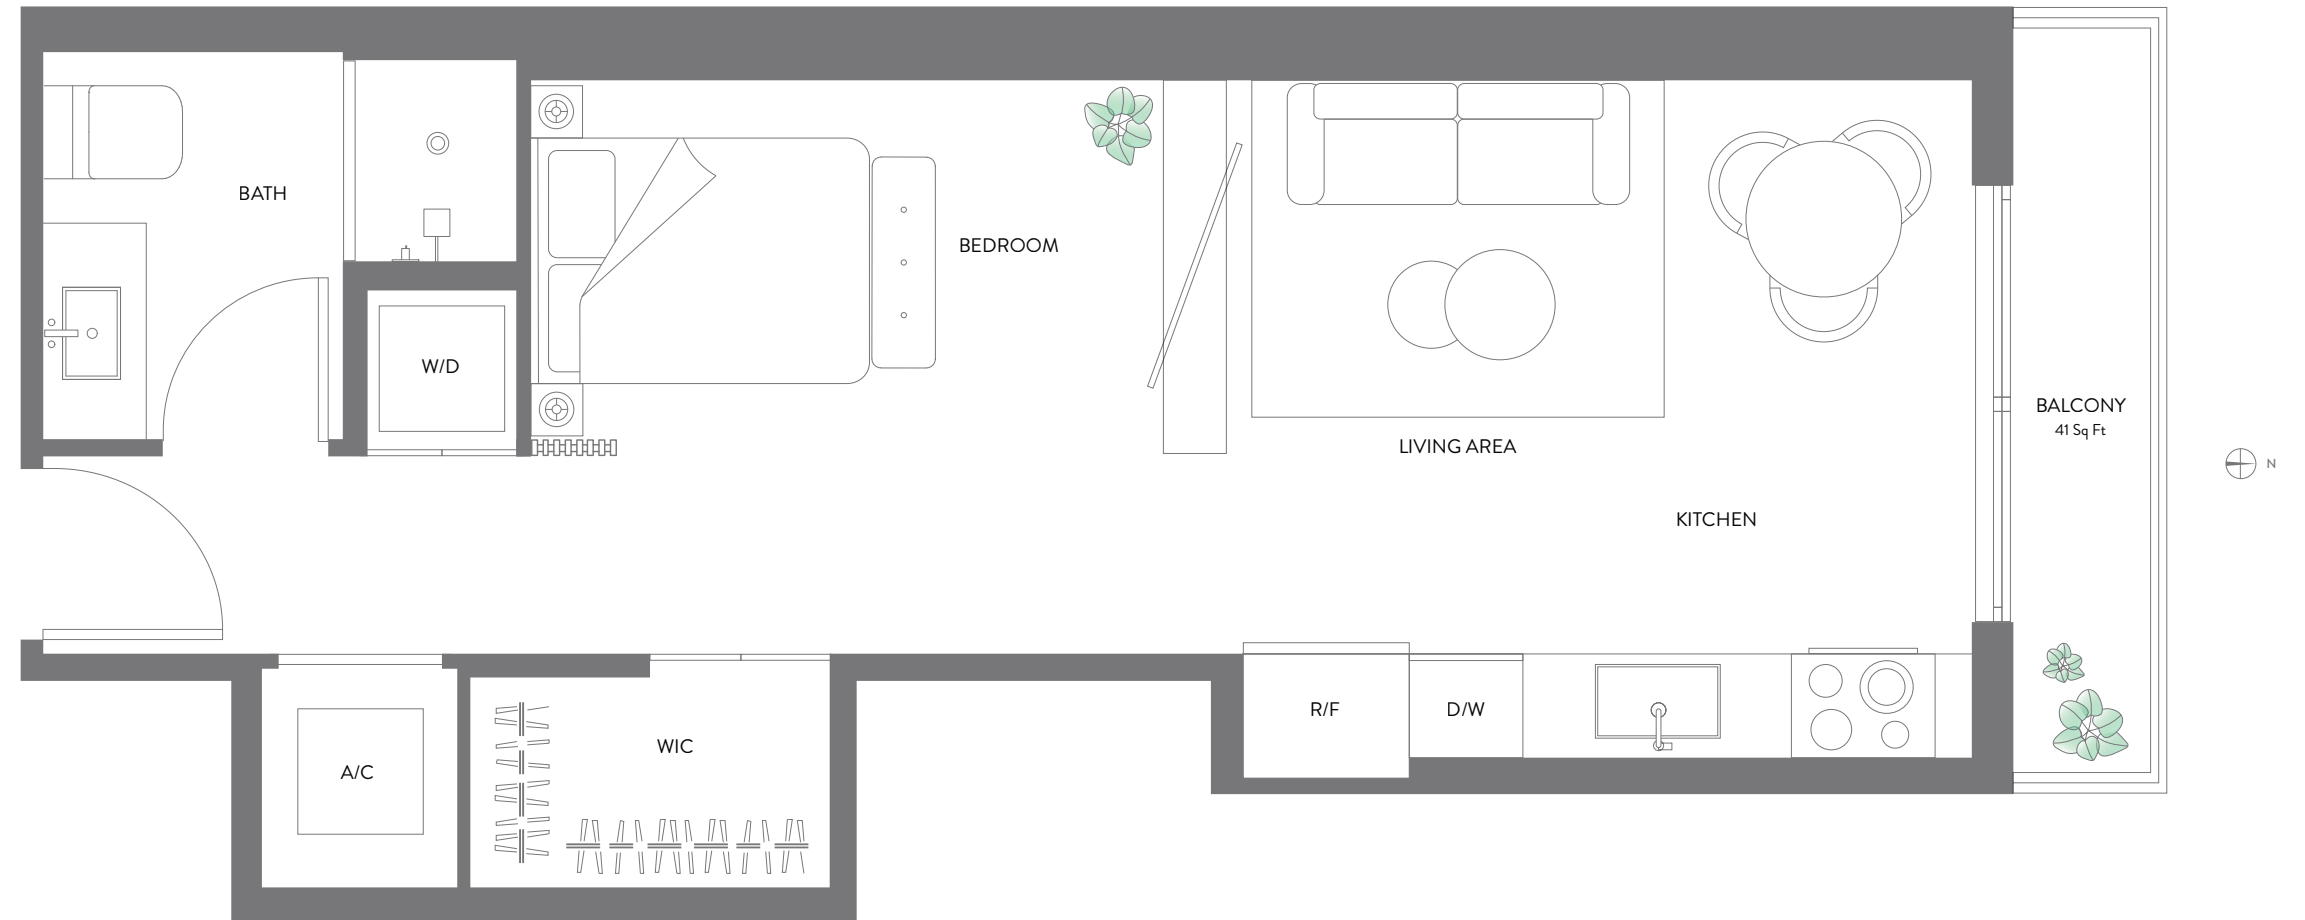 BATH
BEDROOM
W/D
BALCONY
41 Sq Ft
LIVING AREA
N
KITCHEN
R/F
D/W
WIC
A/C